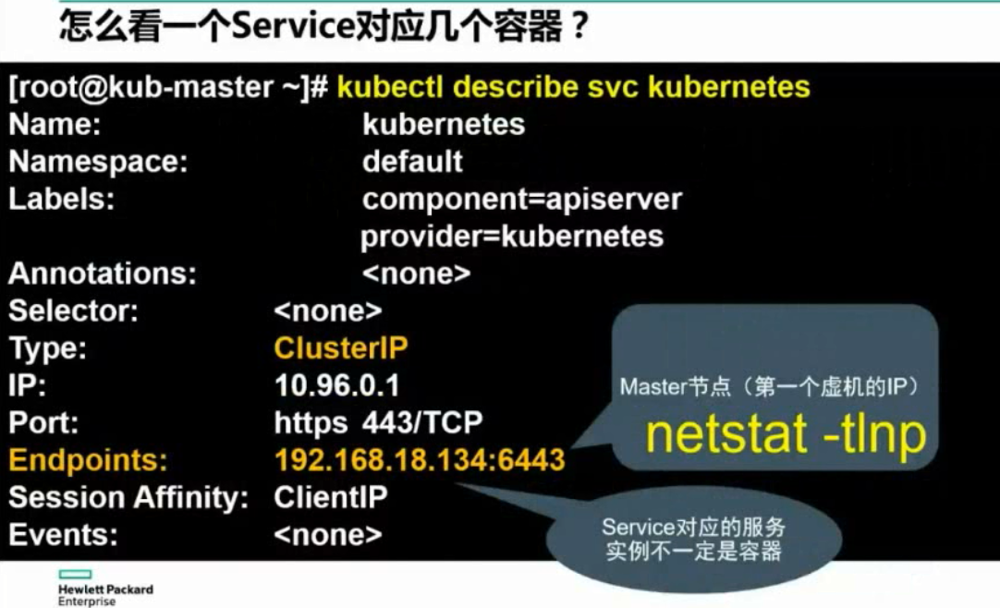 怎么看一个Service对应几个容器？
[root@kub-master ~]# kubectl describe svc kubernetes
Name: kubernetes
Namespace: default
Labels: component=apiserver
provider=kubernetes
Annotations: <none>
Selector: <none>
Type: ClusterIP
IP: 10.96.0.1
Port: https 443/TCP
Endpoints: 192.168.18.134:6443
Session Affinity: ClientIP
Events: <none>
Master节点（第一个虚机的IP）
netstat -tlnp
Service对应的服务
实例不一定是容器
Hewlett Packard
Enterprise